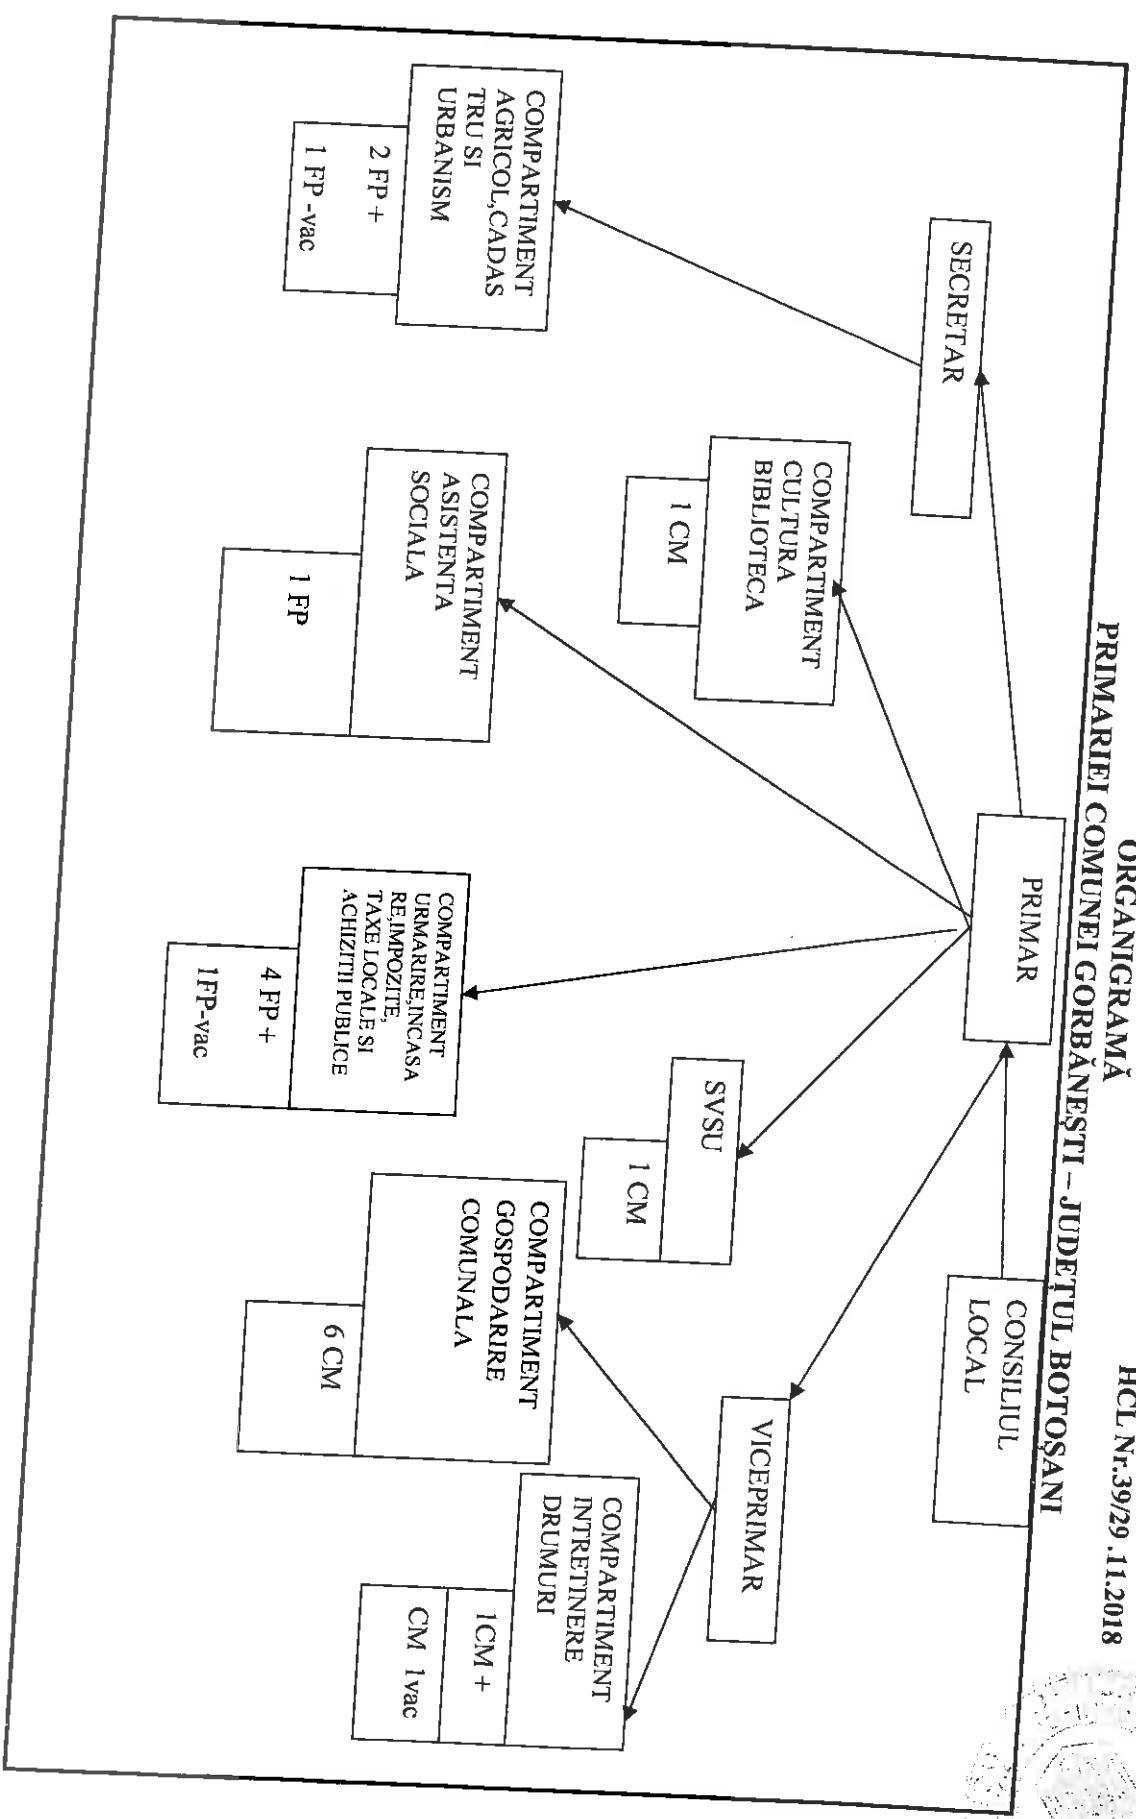 HCL Nr.39/29 .11.2018
ORGANIGRAMĂ
PRIMARIEI COMUNEI GORBĂNEȘTI – JUDEȚUL BOTOȘANI
PRIMAR
CONSILIUL
LOCAL
SECRETAR
VICEPRIMAR
COMPARTIMENT
CULTURA
BIBLIOTECA
1 CM
SVSU
1 CM
COMPARTIMENT
AGRICOL,CADAS
TRU SI
URBANISM
2 FP +
1 FP -vac
COMPARTIMENT
ASISTENTA
SOCIALA
1 FP
COMPARTIMENT
URMARIRE,INCASA
RE,IMPOZITE,
TAXE LOCALE SI
ACHIZITII PUBLICE
4 FP +
1FP-vac
COMPARTIMENT
GOSPODARIRE
COMUNALA
6 CM
COMPARTIMENT
INTRETINERE
DRUMURI
1CM +
CM 1vac